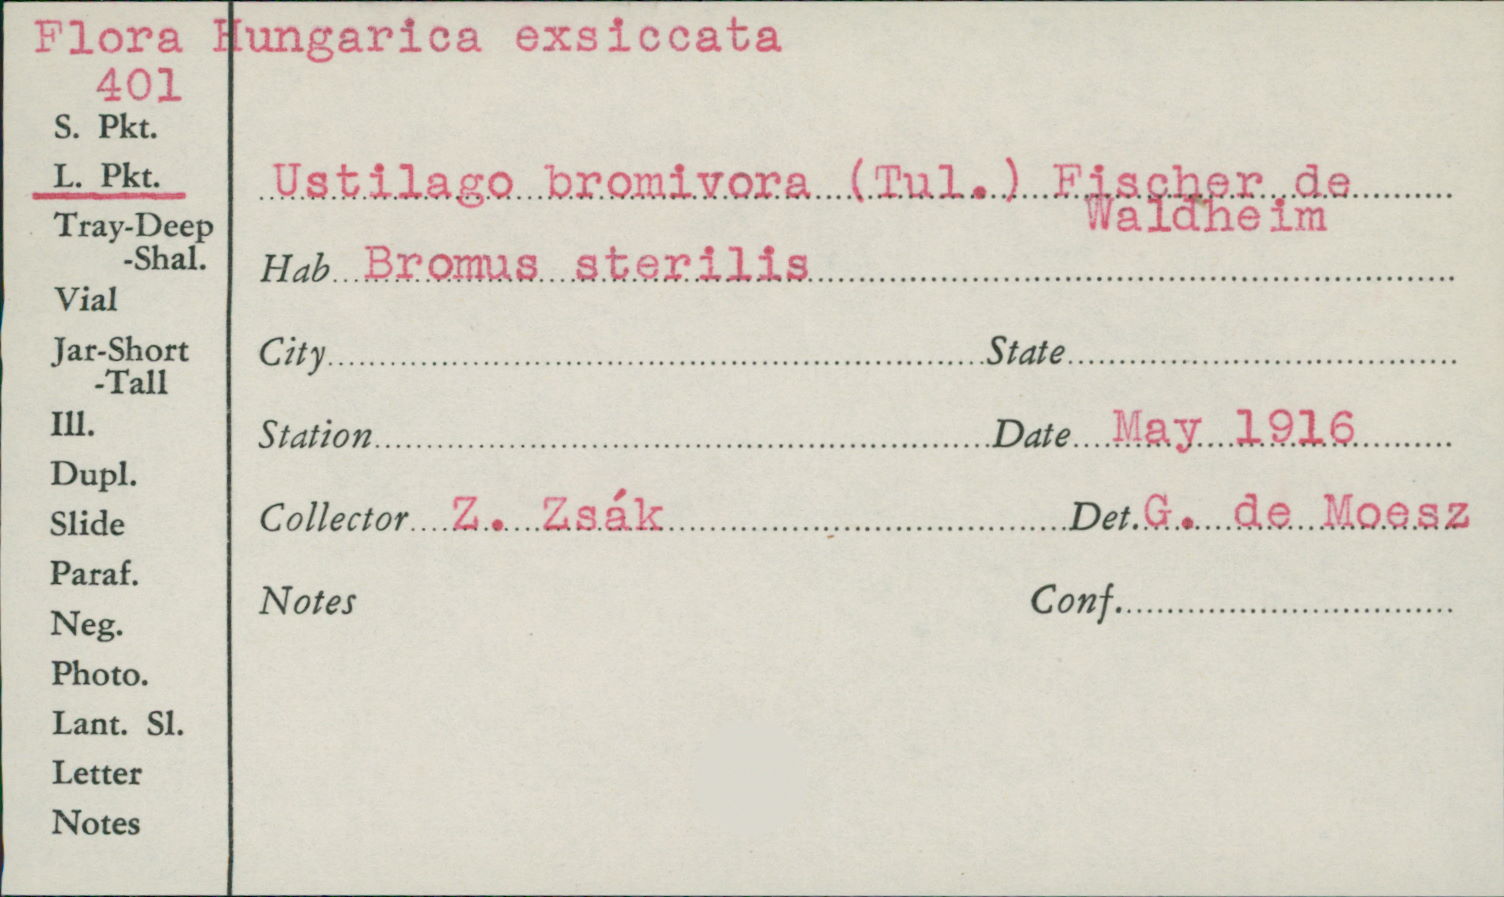 Flora Hungarica exsiccata
401
S. Pkt.
L. Pkt.
Tray-Deep
-Shal.
Vial
Jar-Short
-Tall
Ill.
Dupl.
Slide
Paraf.
Neg.
Photo.
Lant. Sl.
Letter
Notes
Ustilago bromivora (Tul.) Fischer de
Waldheim
Hab Bromus sterilis
City State
Station Date May 1916
Collector Z. Zsák Det. G. de Moesz
Notes Conf.